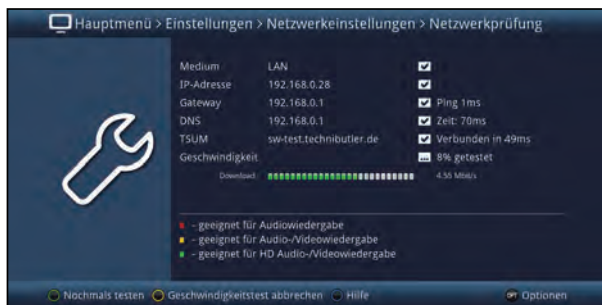 Hauptmenü > Einstellungen > Netzwerkeinstellungen > Netzwerkprüfung
Medium LAN
IP-Adresse 192.168.0.28
Gateway 192.168.0.1 Ping 1ms
DNS 192.168.0.1 Zeit: 70ms
TSUM sw-test.technibutler.de Verbunden in 49ms
Geschwindigkeit 8% getestet
Download 4.55 Mbit/s
- geeignet für Audiowiedergabe
- geeignet für Audio-/Videowiedergabe
- geeignet für HD Audio-/Videowiedergabe
Nochmals testen Geschwindigkeitstest abbrechen Hilfe OPT Optionen